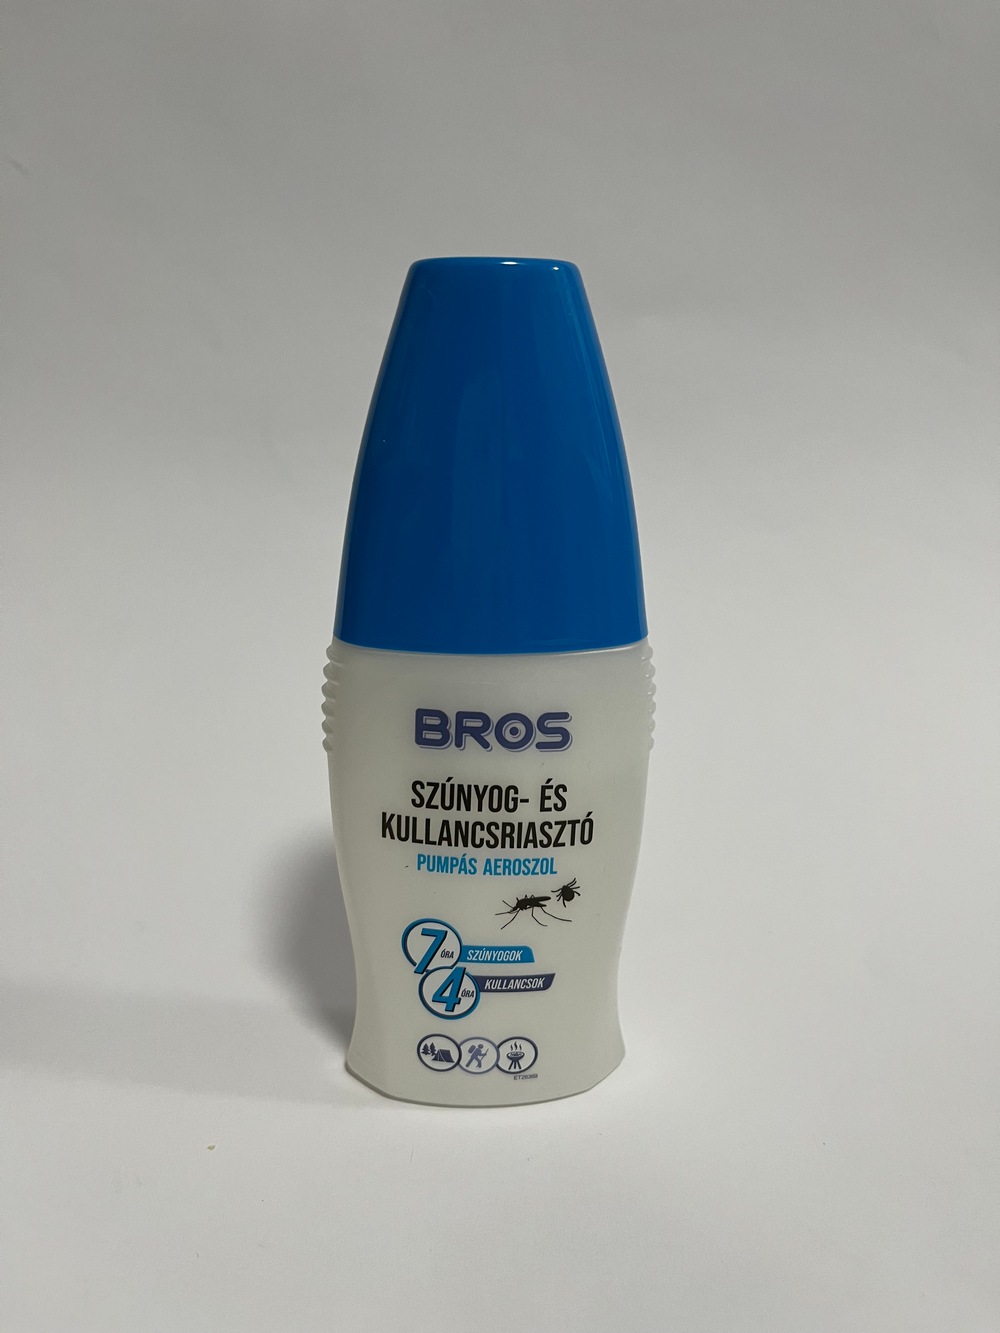 BROS
SZÚNYOG- ÉS
KULLANCSRIASZTÓ
PUMPÁS AEROSZOL
7 ÓRA SZÚNYOGOK
4 ÓRA KULLANCSOK